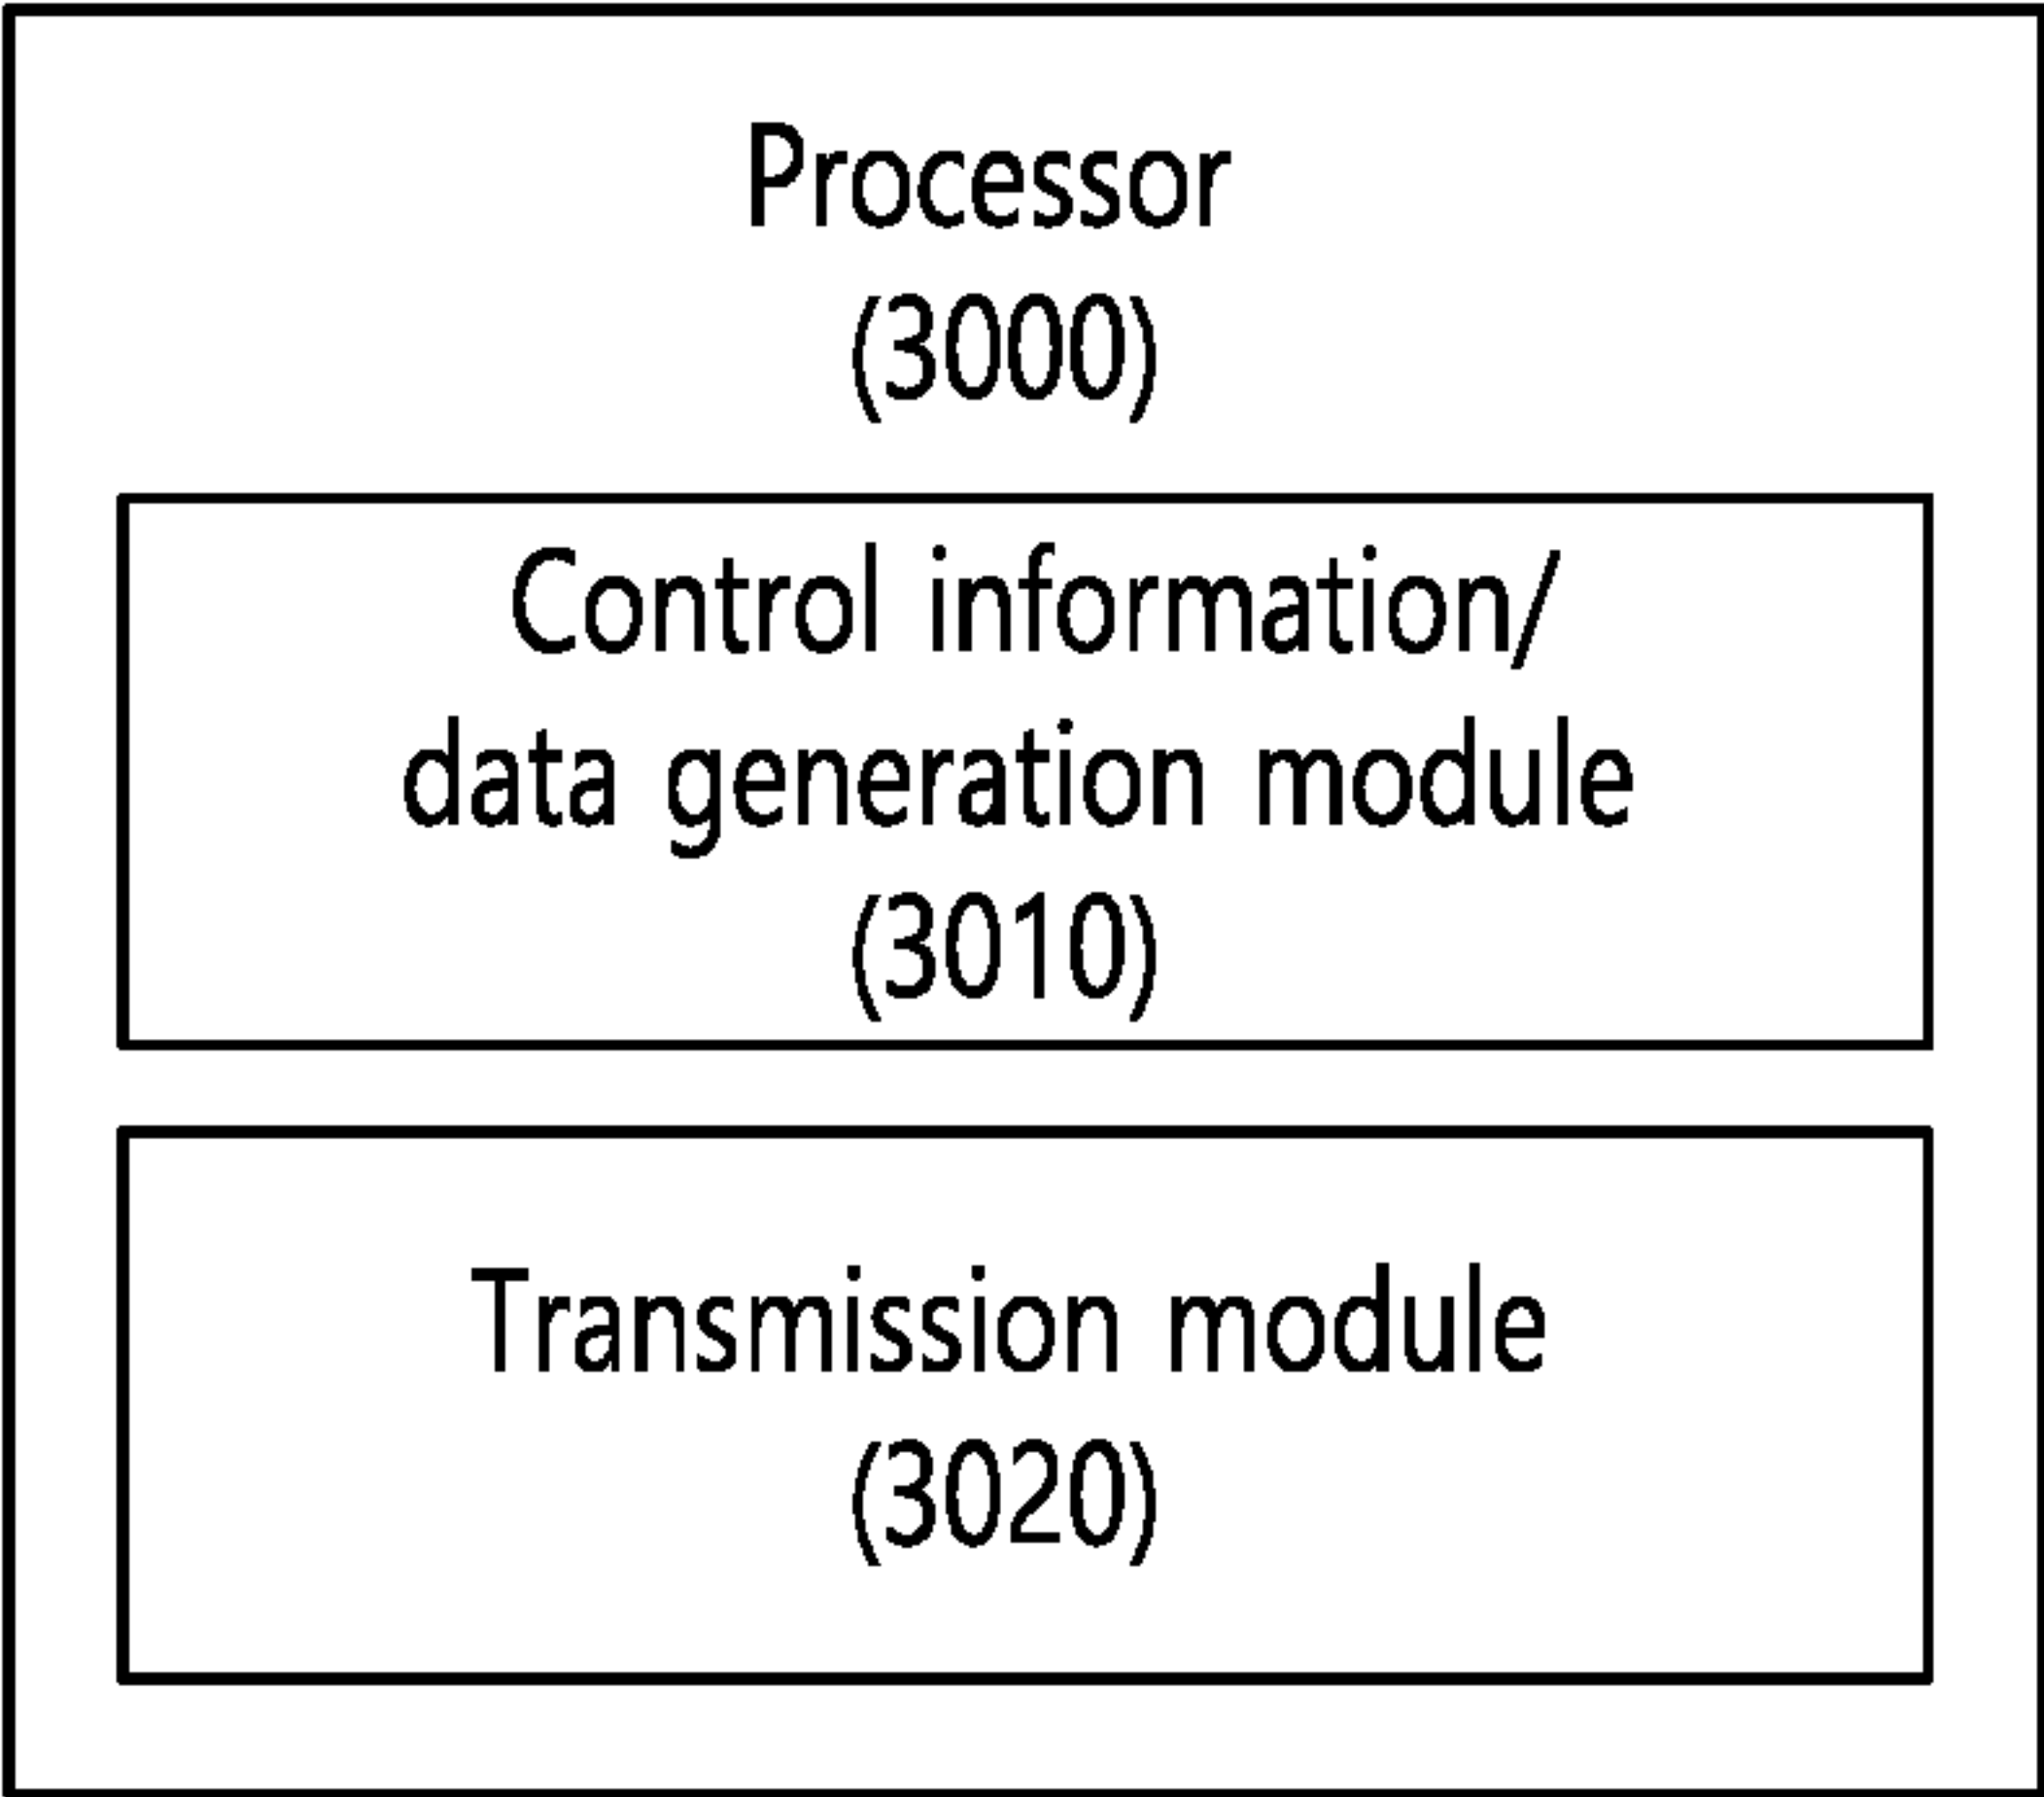 Processor
(3000)
Control information/
data generation module
(3010)
Transmission module
(3020)